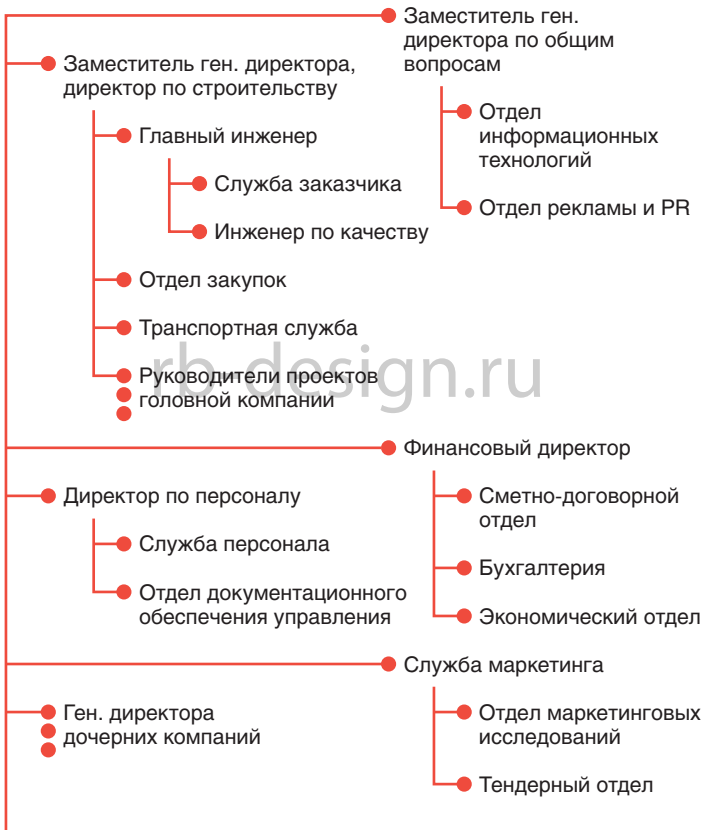 Заместитель ген.
директора по общим
вопросам
Отдел
информационных
технологий
Отдел рекламы и PR
Заместитель ген. директора,
директор по строительству
Главный инженер
Служба заказчика
Инженер по качеству
Отдел закупок
Транспортная служба
Руководители проектов
головной компании
rb-design.ru
Финансовый директор
Сметно-договорной
отдел
Бухгалтерия
Экономический отдел
Директор по персоналу
Служба персонала
Отдел документационного
обеспечения управления
Служба маркетинга
Отдел маркетинговых
исследований
Тендерный отдел
Ген. директора
дочерних компаний